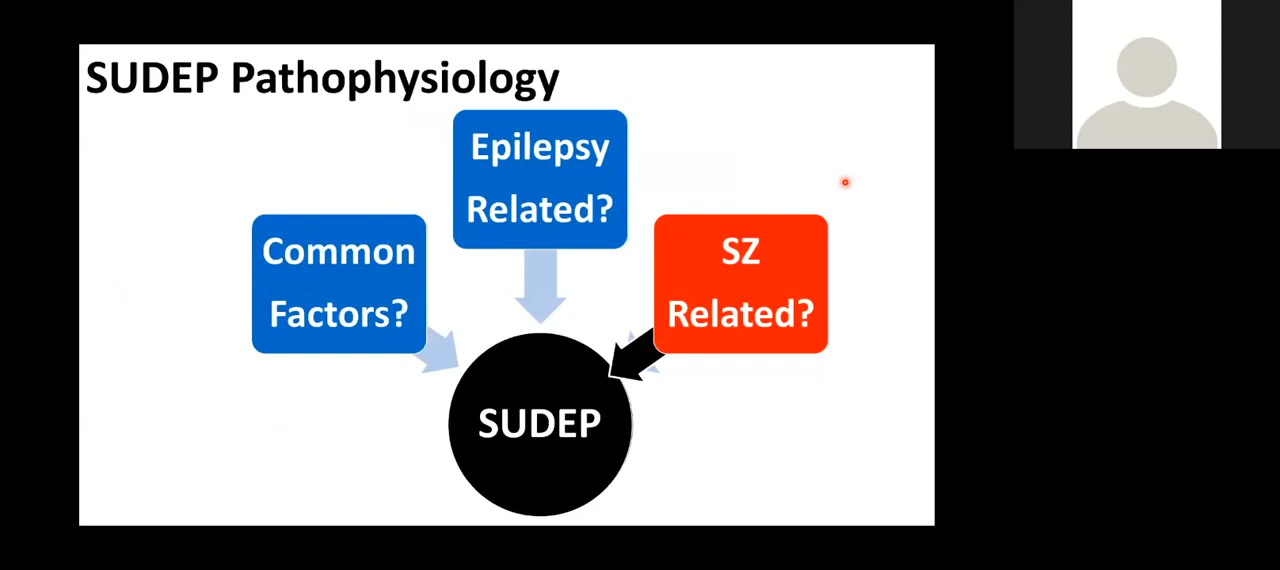 SUDEP Pathophysiology
Epilepsy
Related?
Common
Factors?
SZ
Related?
SUDEP